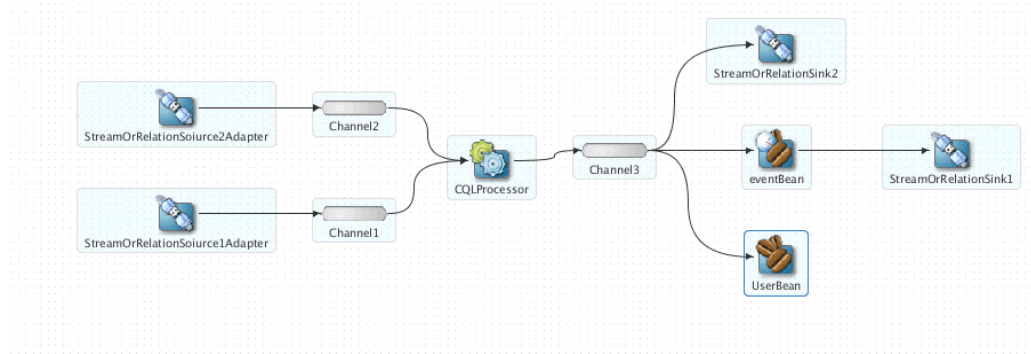 StreamOrRelationSink2
StreamOrRelationSoiurce2Adapter
Channel2
CQLProcessor
Channel3
eventBean
StreamOrRelationSink1
StreamOrRelationSoiurce1Adapter
Channel1
UserBean